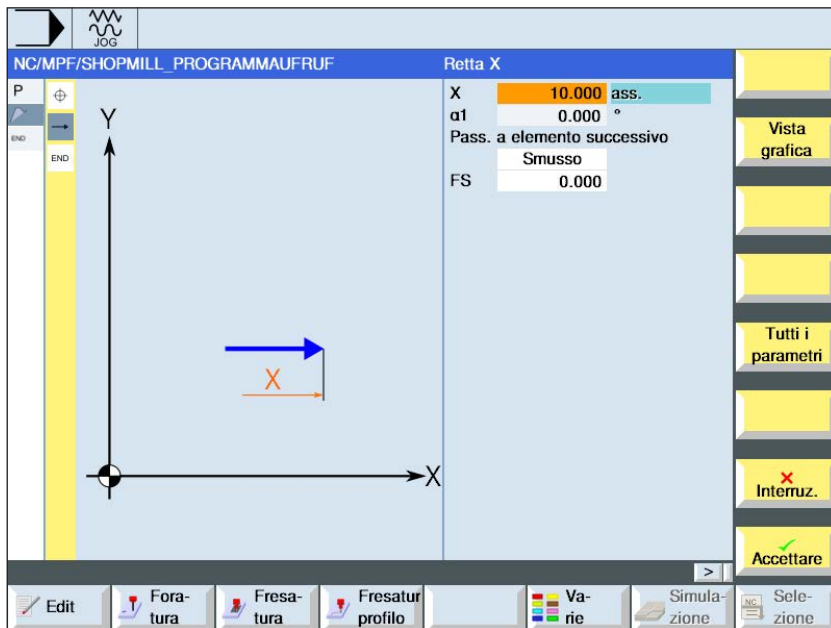 JOG
NC/MPF/SHOPMILL_PROGRAMMAUFRUF
Retta X
P
END
END
Y
X
X
X 10.000 ass.
α1 0.000 °
Pass. a elemento successivo
Smusso
FS 0.000
Vista
grafica
Tutti i
parametri
Interruz.
Accettare
>
Edit
Fora-
tura
Fresa-
tura
Fresatur
profilo
Va-
rie
Simula-
zione
NC
Sele-
zione